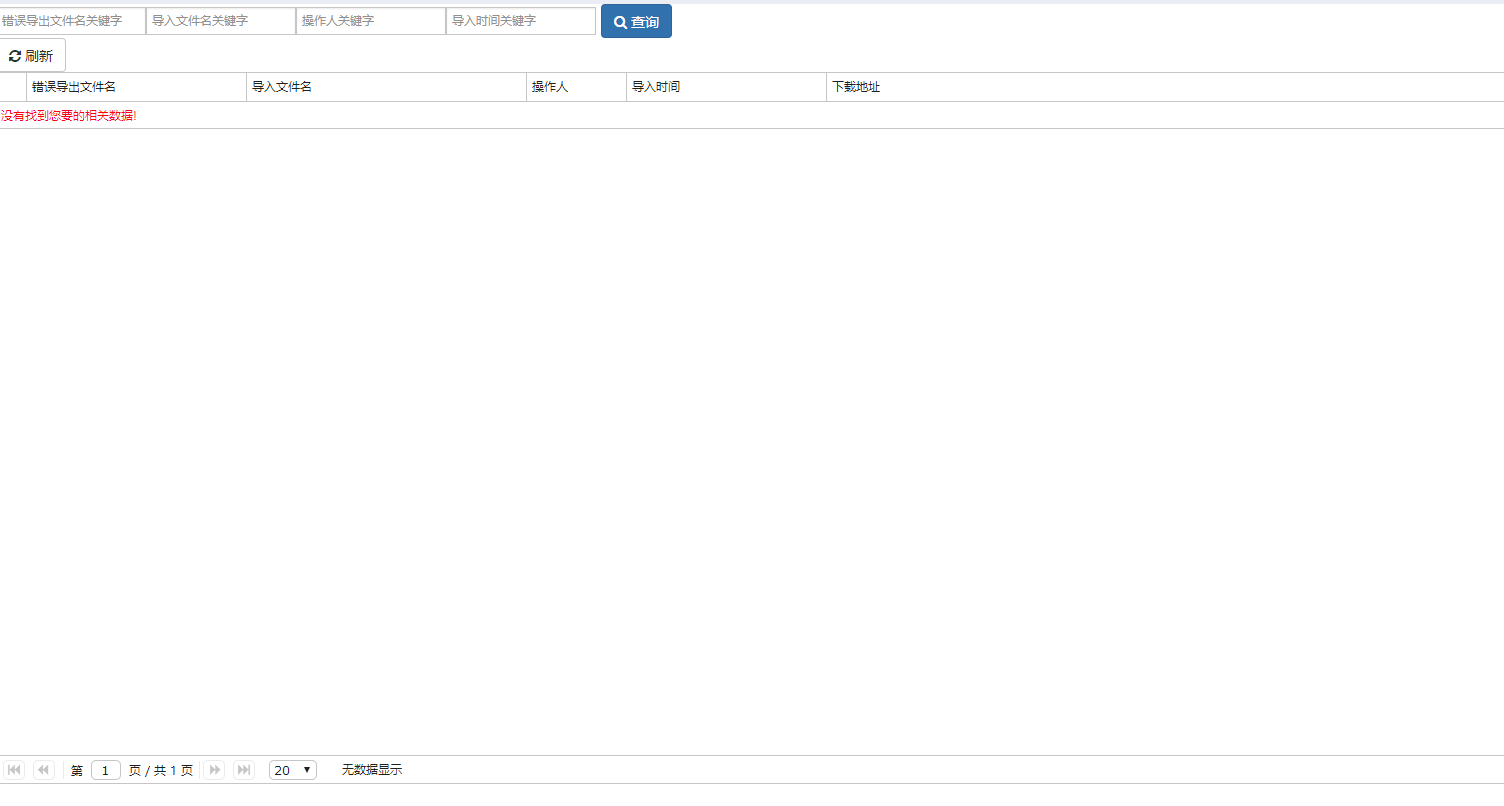 错误导出文件名关键字 导入文件名关键字 操作人关键字 导入时间关键字 查询
刷新
错误导出文件名 导入文件名 操作人 导入时间 下载地址
没有找到您要的相关数据!
第 1 页 / 共 1 页 20 无数据显示